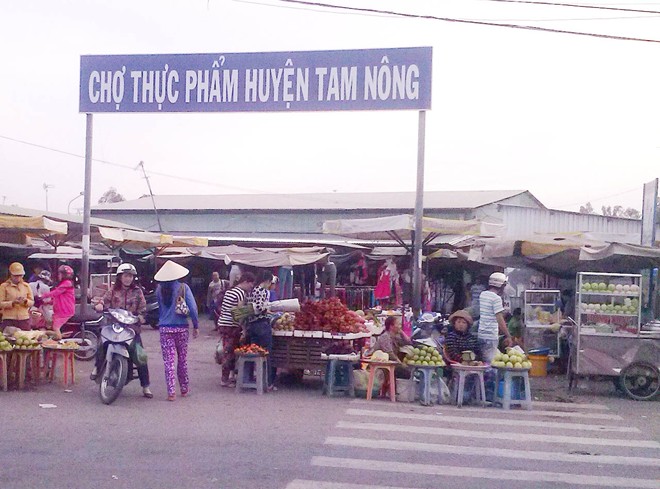 CHỢ THỰC PHẨM HUYỆN TAM NÔNG